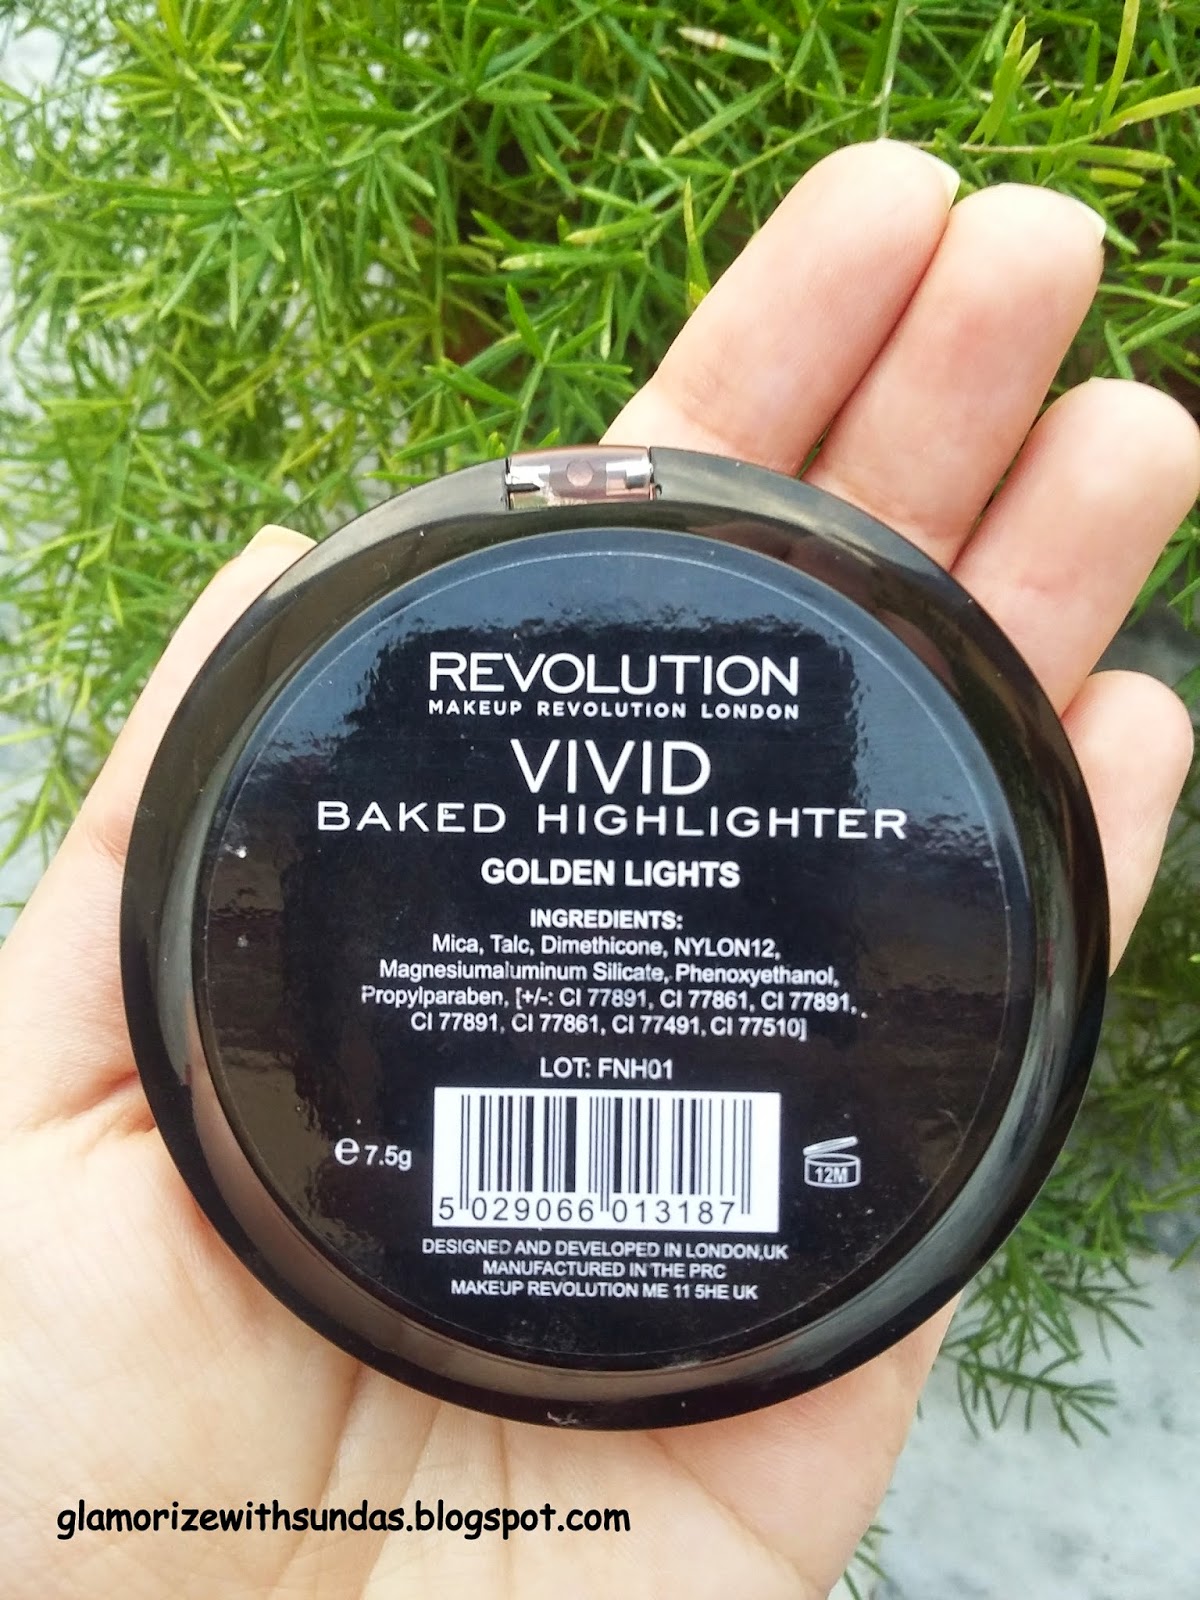 REVOLUTION
MAKEUP REVOLUTION LONDON
VIVID
BAKED HIGHLIGHTER
GOLDEN LIGHTS
INGREDIENTS:
Mica, Talc, Dimethicone, NYLON12,
Magnesiumaluminum Silicate, Phenoxyethanol,
Propylparaben, [+/-: CI 77891, CI 77861, CI 77891,
CI 77891, CI 77861, CI 77491, CI 77510]
LOT: FNH01
e 7.5g
12M
5 029066 013187
DESIGNED AND DEVELOPED IN LONDON,UK
MANUFACTURED IN THE PRC
MAKEUP REVOLUTION ME 11 5HE UK
glamorizewithsundas.blogspot.com